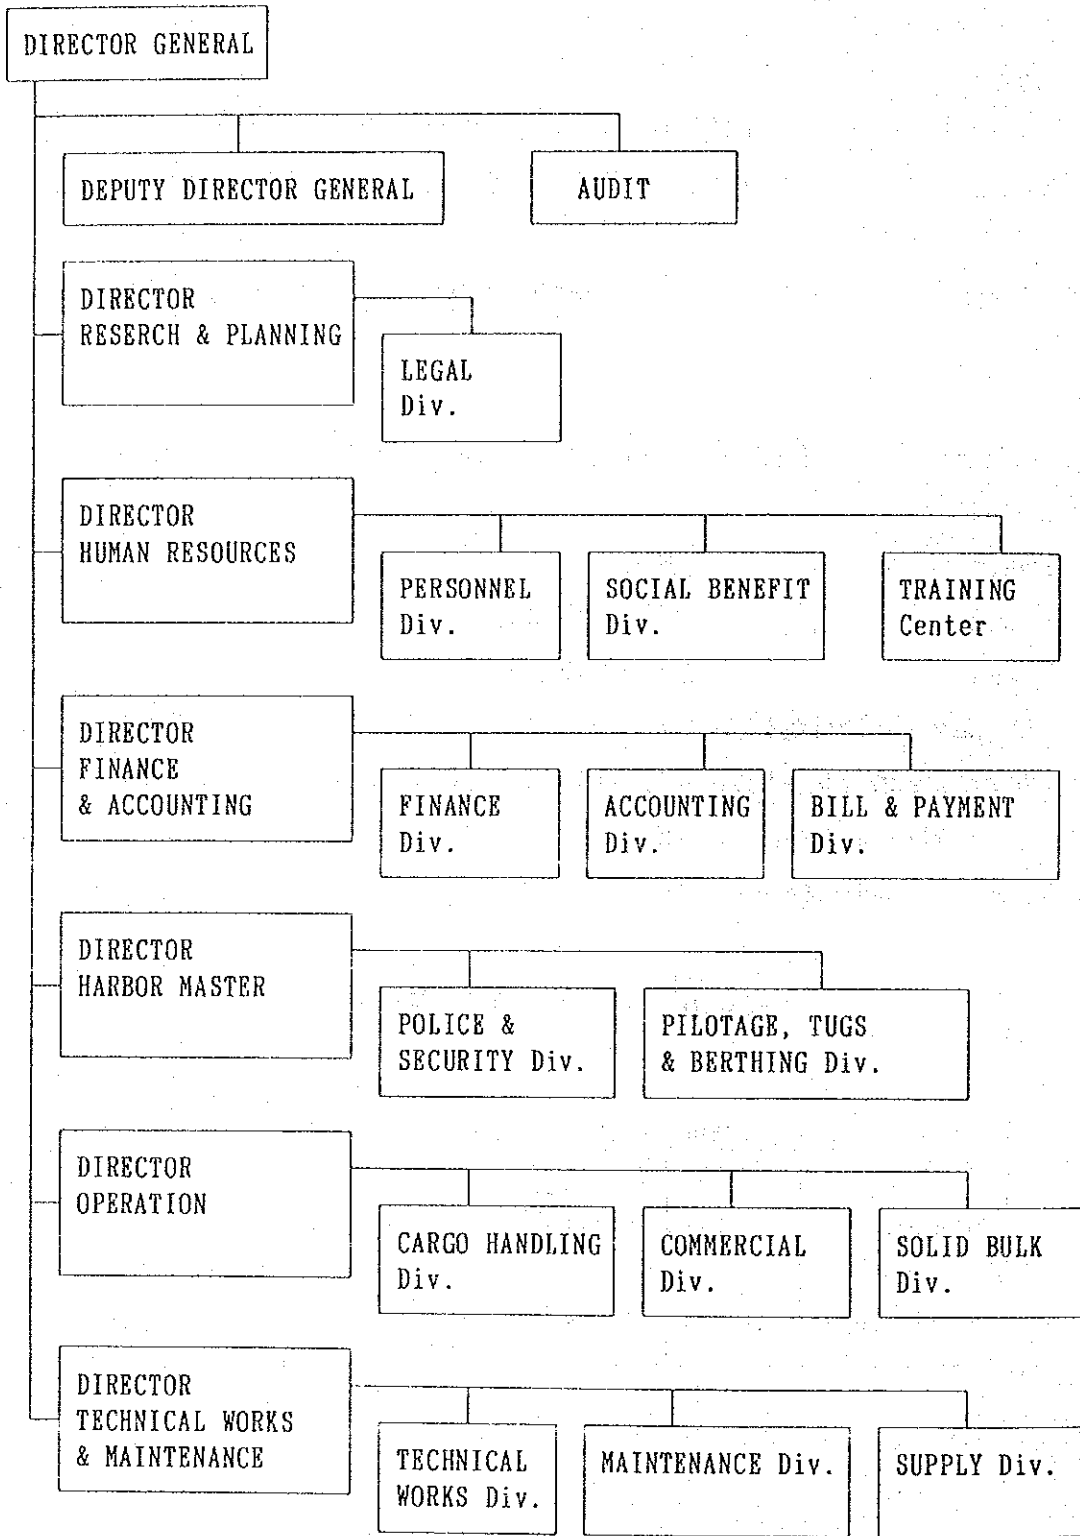 DIRECTOR GENERAL
DEPUTY DIRECTOR GENERAL
AUDIT
DIRECTOR
RESERCH & PLANNING
LEGAL
Div.
DIRECTOR
HUMAN RESOURCES
PERSONNEL
Div.
SOCIAL BENEFIT
Div.
TRAINING
Center
DIRECTOR
FINANCE
& ACCOUNTING
FINANCE
Div.
ACCOUNTING
Div.
BILL & PAYMENT
Div.
DIRECTOR
HARBOR MASTER
POLICE &
SECURITY Div.
PILOTAGE, TUGS
& BERTHING Div.
DIRECTOR
OPERATION
CARGO HANDLING
Div.
COMMERCIAL
Div.
SOLID BULK
Div.
DIRECTOR
TECHNICAL WORKS
& MAINTENANCE
TECHNICAL
WORKS Div.
MAINTENANCE Div.
SUPPLY Div.